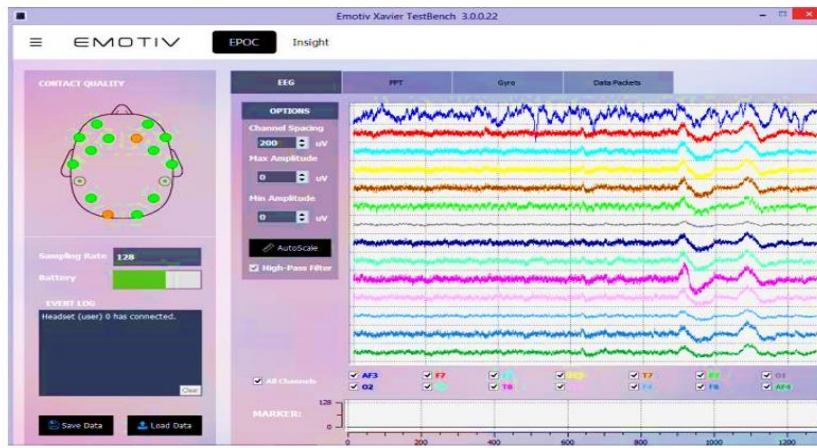 Emotiv Xavier TestBench 3.0.0.22
EMOTIV EPOC Insight
CONTACT QUALITY
EEG FFT Gyro Data Packets
OPTIONS
Channel Spacing
200 uV
Max Amplitude
0 uV
Min Amplitude
0 uV
AutoScale
High-Pass Filter
Sampling Rate 128
Battery
EVENT LOG
Headset (user) 0 has connected.
Clear
Save Data Load Data
All Channels
AF3 F7 T7 O1
O2 T8 F4 F8 AF4
MARKER:
128
0
0 200 400 600 800 1000 1200